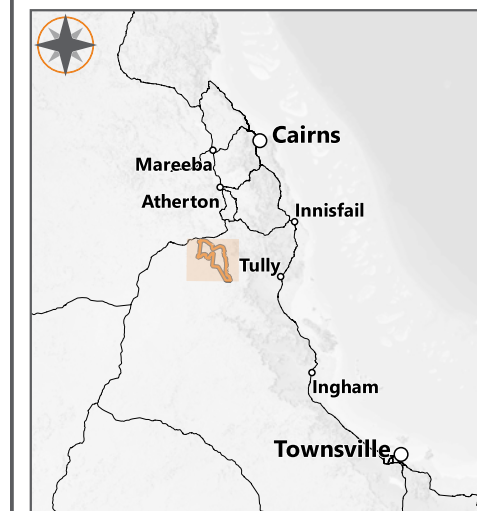 Cairns
Mareeba
Atherton
Innisfail
Tully
Ingham
Townsville